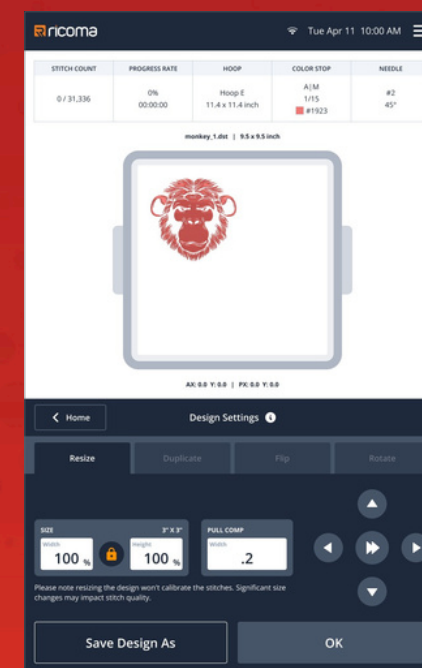 ricoma Tue Apr 11 10:00 AM
STITCH COUNT PROGRESS RATE HOOP COLOR STOP NEEDLE
0 / 31,336 0% 00:00:00 Hoop E 11.4 x 11.4 inch A|M 1/15 #1923 #2 45°
monkey_1.dst | 9.5 x 9.5 inch
AX: 0.0 Y: 0.0 | PX: 0.0 Y: 0.0
Home Design Settings
Resize Duplicate Flip Rotate
SIZE 3" X 3" PULL COMP
Width Height Width
100 % 100 % .2
Please note resizing the design won't calibrate the stitches. Significant size
changes may impact stitch quality.
Save Design As OK